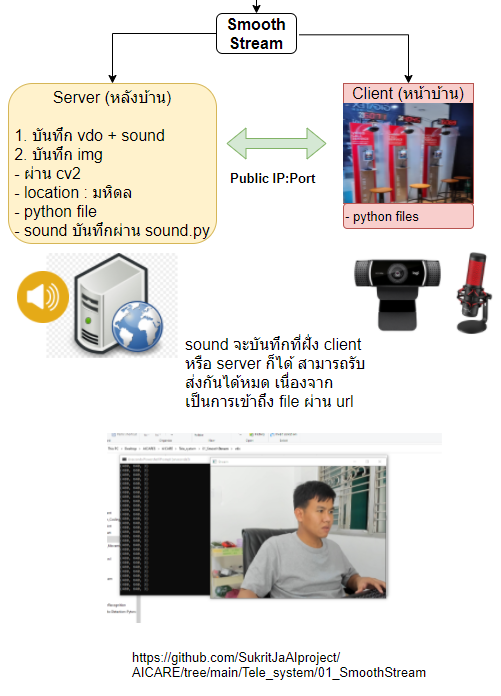 Smooth
Stream
Server (หลังบ้าน)
1. บันทึก vdo + sound
2. บันทึก img
- ผ่าน cv2
- location : มหิดล
- python file
- sound บันทึกผ่าน sound.py
Public IP:Port
Client (หน้าบ้าน)
- python files
sound จะบันทึกที่ฝั่ง client
หรือ server ก็ได้ สามารถรับ
ส่งกันได้หมด เนื่องจาก
เป็นการเข้าถึง file ผ่าน url
https://github.com/SukritJaAIproject/
AICARE/tree/main/Tele_system/01_SmoothStream